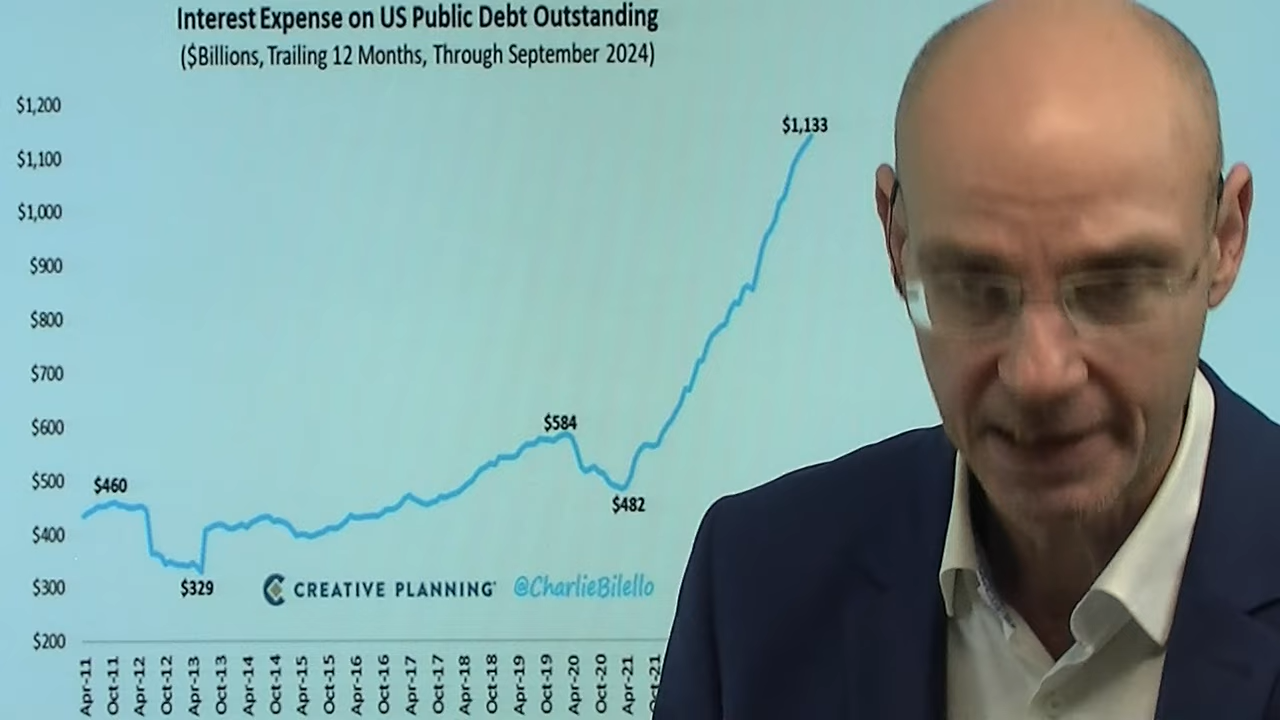 Interest Expense on US Public Debt Outstanding
($Billions, Trailing 12 Months, Through September 2024)
$1,200
$1,133
$1,100
$1,000
$900
$800
$700
$600
$584
$500
$460
$482
$400
$300
$329
CREATIVE PLANNING
@CharlieBilello
$200
Apr-11
Oct-11
Apr-12
Oct-12
Apr-13
Oct-13
Apr-14
Oct-14
Apr-15
Oct-15
Apr-16
Oct-16
Apr-17
Oct-17
Apr-18
Oct-18
Apr-19
Oct-19
Apr-20
Oct-20
Apr-21
Oct-21